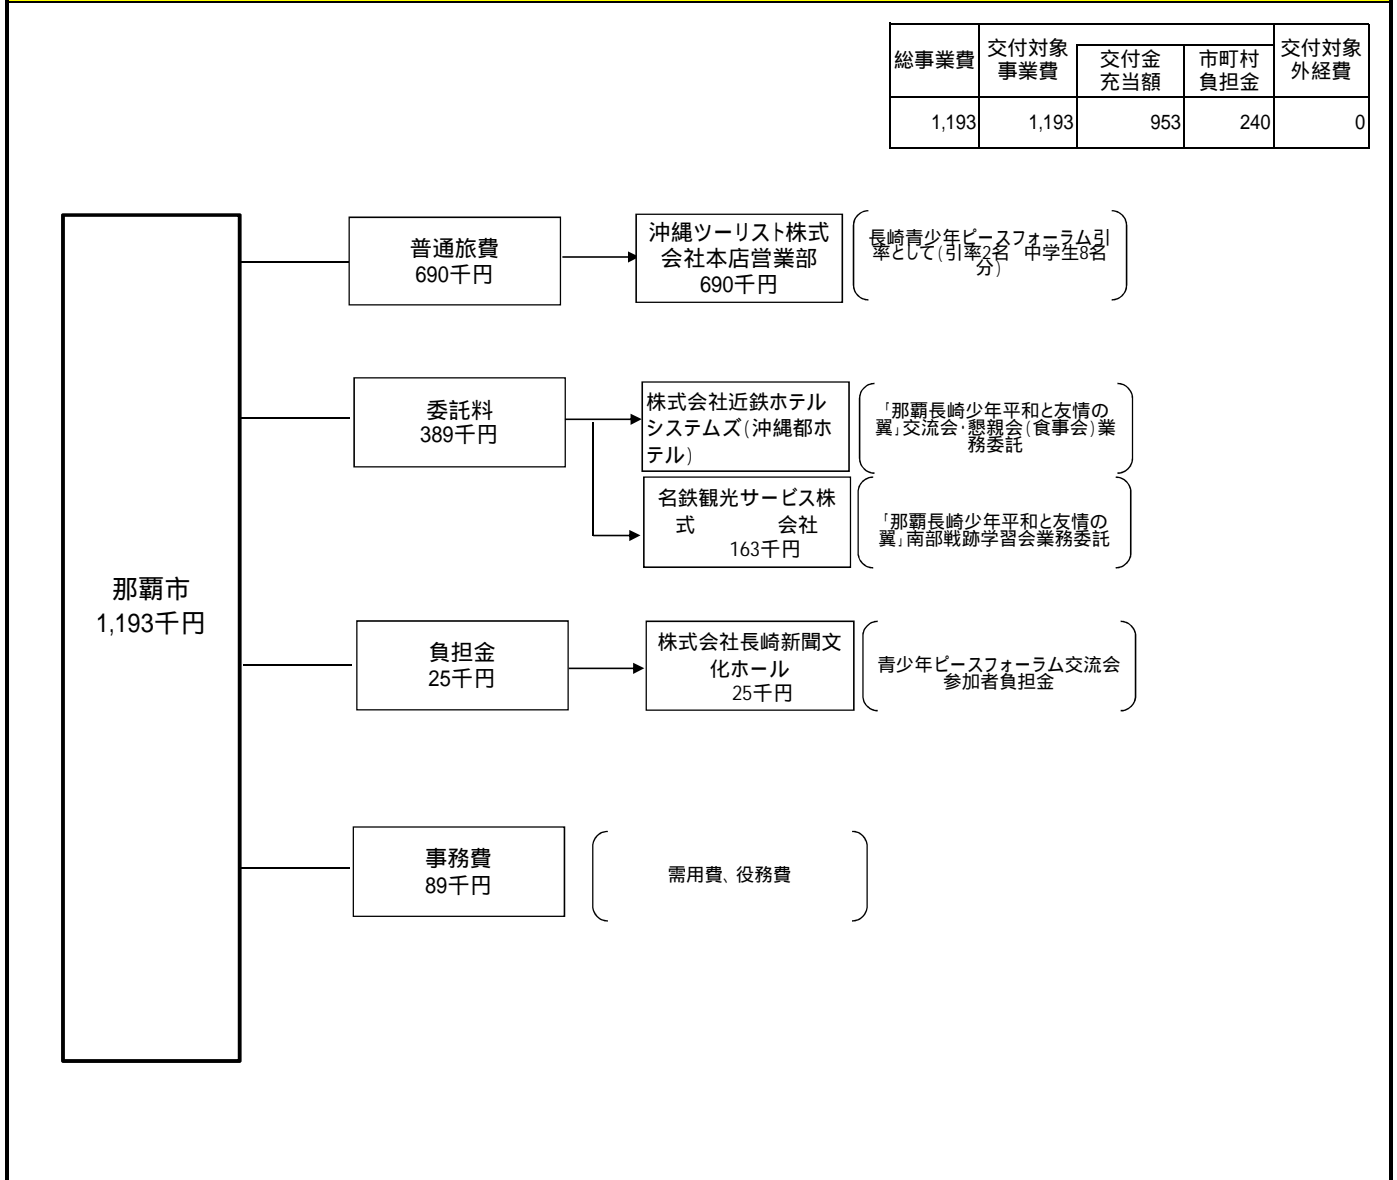 総事業費
交付対象
事業費
交付金
充当額
市町村
負担金
交付対象
外経費
1,193
1,193
953
240
0
那覇市
1,193千円
普通旅費
690千円
沖縄ツーリスト株式
会社本店営業部
690千円
長崎青少年ピースフォーラム引
率として(引率2名　中学生8名
分)
委託料
389千円
株式会社近鉄ホテル
システムズ(沖縄都ホ
テル)
「那覇長崎少年平和と友情の
翼」交流会・懇親会(食事会)業
務委託
名鉄観光サービス株
式　　　　会社
163千円
「那覇長崎少年平和と友情の
翼」南部戦跡学習会業務委託
負担金
25千円
株式会社長崎新聞文
化ホール
25千円
青少年ピースフォーラム交流会
参加者負担金
事務費
89千円
需用費、役務費